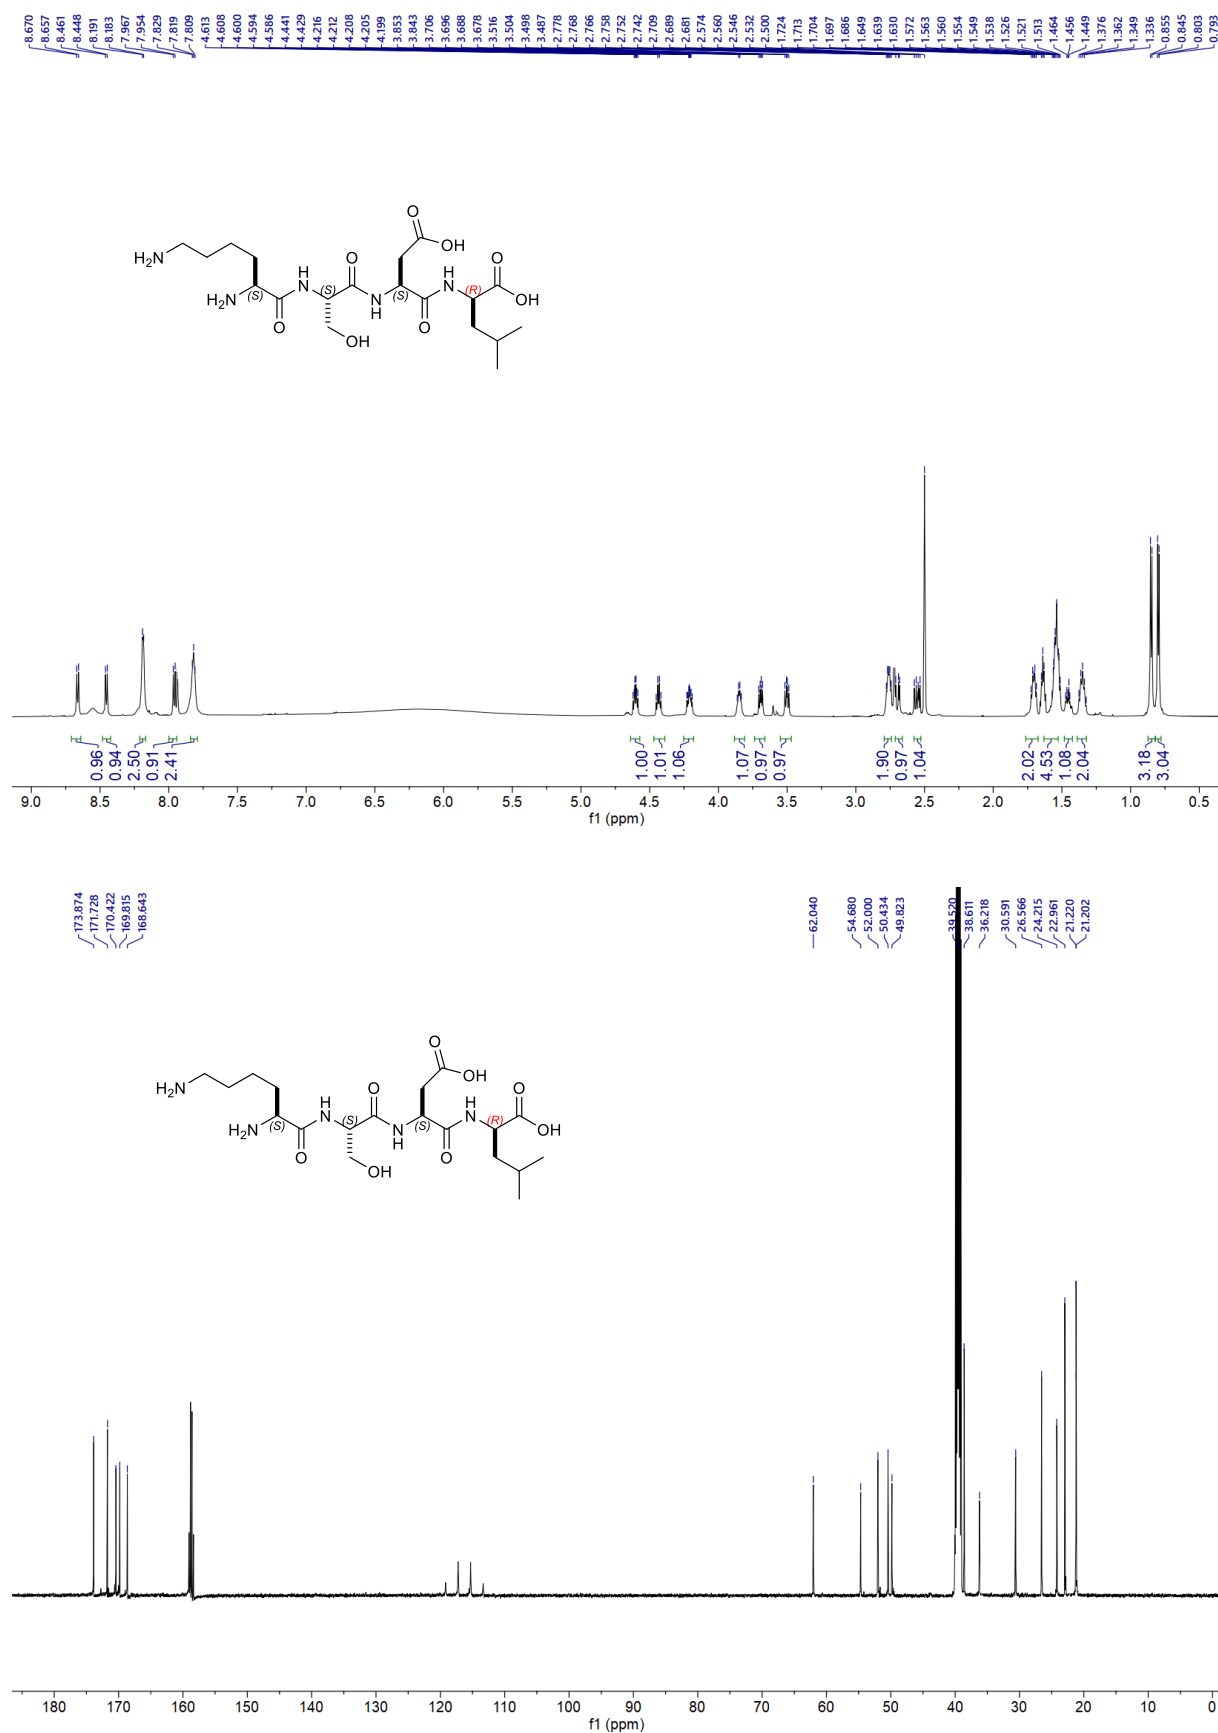 8.670 8.657 8.461 8.448 8.191 8.183 7.967 7.954 7.829 7.819 7.809 4.613 4.608 4.600 4.594 4.586 4.441 4.429 4.216 4.212 4.208 4.205 4.199 3.853 3.843 3.706 3.696 3.688 3.678 3.516 3.504 3.498 3.487 2.778 2.768 2.766 2.758 2.752 2.742 2.709 2.689 2.681 2.574 2.560 2.546 2.532 2.500 1.724 1.713 1.704 1.697 1.686 1.649 1.639 1.630 1.572 1.563 1.560 1.554 1.549 1.538 1.526 1.521 1.513 1.464 1.456 1.449 1.376 1.362 1.349 1.336 0.855 0.845 0.803 0.793
O
OH
H2N
H
N
O
H
N
O
OH
H2N
(S)
(S)
N
H
(S)
(R)
O
O
OH
0.96 0.94 2.50 0.91 2.41 1.00 1.01 1.06 1.07 0.97 0.97 1.90 0.97 1.04 2.02 4.53 1.08 2.04 3.18 3.04
9.0 8.5 8.0 7.5 7.0 6.5 6.0 5.5 5.0 4.5 4.0 3.5 3.0 2.5 2.0 1.5 1.0 0.5
f1 (ppm)
173.874 171.728 170.422 169.815 168.643 62.040 54.680 52.000 50.434 49.823 39.520 38.611 36.218 30.591 26.566 24.215 22.961 21.220 21.202
O
OH
H2N
H
N
O
H
N
O
OH
H2N
(S)
(S)
N
H
(S)
(R)
O
O
OH
180 170 160 150 140 130 120 110 100 90 80 70 60 50 40 30 20 10 0
f1 (ppm)